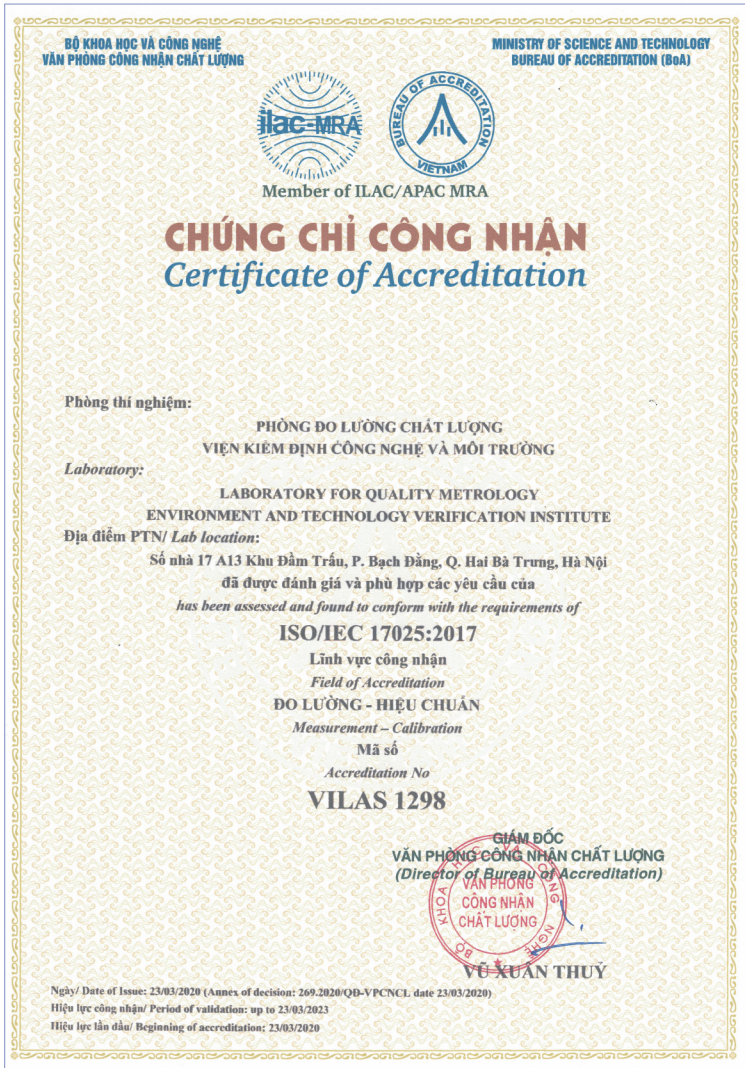 BỘ KHOA HỌC VÀ CÔNG NGHỆ
VĂN PHÒNG CÔNG NHẬN CHẤT LƯỢNG
MINISTRY OF SCIENCE AND TECHNOLOGY
BUREAU OF ACCREDITATION (BoA)
ilac-MRA
BUREAU OF ACCREDITATION
VIETNAM
Member of ILAC/APAC MRA
CHỨNG CHỈ CÔNG NHẬN
Certificate of Accreditation
Phòng thí nghiệm:
PHÒNG ĐO LƯỜNG CHẤT LƯỢNG
VIỆN KIỂM ĐỊNH CÔNG NGHỆ VÀ MÔI TRƯỜNG
Laboratory:
LABORATORY FOR QUALITY METROLOGY
ENVIRONMENT AND TECHNOLOGY VERIFICATION INSTITUTE
Địa điểm PTN/ Lab location:
Số nhà 17 A13 Khu Đầm Trấu, P. Bạch Đằng, Q. Hai Bà Trưng, Hà Nội
đã được đánh giá và phù hợp các yêu cầu của
has been assessed and found to conform with the requirements of
ISO/IEC 17025:2017
Lĩnh vực công nhận
Field of Accreditation
ĐO LƯỜNG - HIỆU CHUẨN
Measurement – Calibration
Mã số
Accreditation No
VILAS 1298
GIÁM ĐỐC
VĂN PHÒNG CÔNG NHẬN CHẤT LƯỢNG
(Director of Bureau of Accreditation)
BỘ KHOA HỌC VÀ CÔNG NGHỆ
VĂN PHÒNG
CÔNG NHẬN
CHẤT LƯỢNG
VŨ XUÂN THUỶ
Ngày/ Date of Issue: 23/03/2020 (Annex of decision: 269.2020/QĐ-VPCNCL date 23/03/2020)
Hiệu lực công nhận/ Period of validation: up to 23/03/2023
Hiệu lực lần đầu/ Beginning of accreditation: 23/03/2020